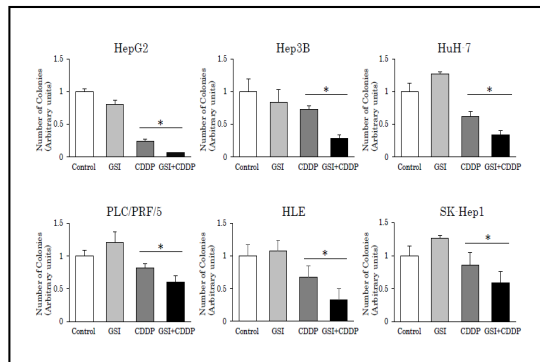 HepG2
Number of Colonies
(Arbitrary units)
1.5
1
0.5
0
*
Control GSI CDDP GSI+CDDP
Hep3B
Number of Colonies
(Arbitrary units)
1.5
1
0.5
0
*
Control GSI CDDP GSI+CDDP
HuH-7
Number of Colonies
(Arbitrary units)
1.5
1
0.5
0
*
Control GSI CDDP GSI+CDDP
PLC/PRF/5
Number of Colonies
(Arbitrary units)
1.5
1
0.5
0
*
Control GSI CDDP GSI+CDDP
HLE
Number of Colonies
(Arbitrary units)
1.5
1
0.5
0
*
Control GSI CDDP GSI+CDDP
SK-Hep1
Number of Colonies
(Arbitrary units)
1.5
1
0.5
0
*
Control GSI CDDP GSI+CDDP